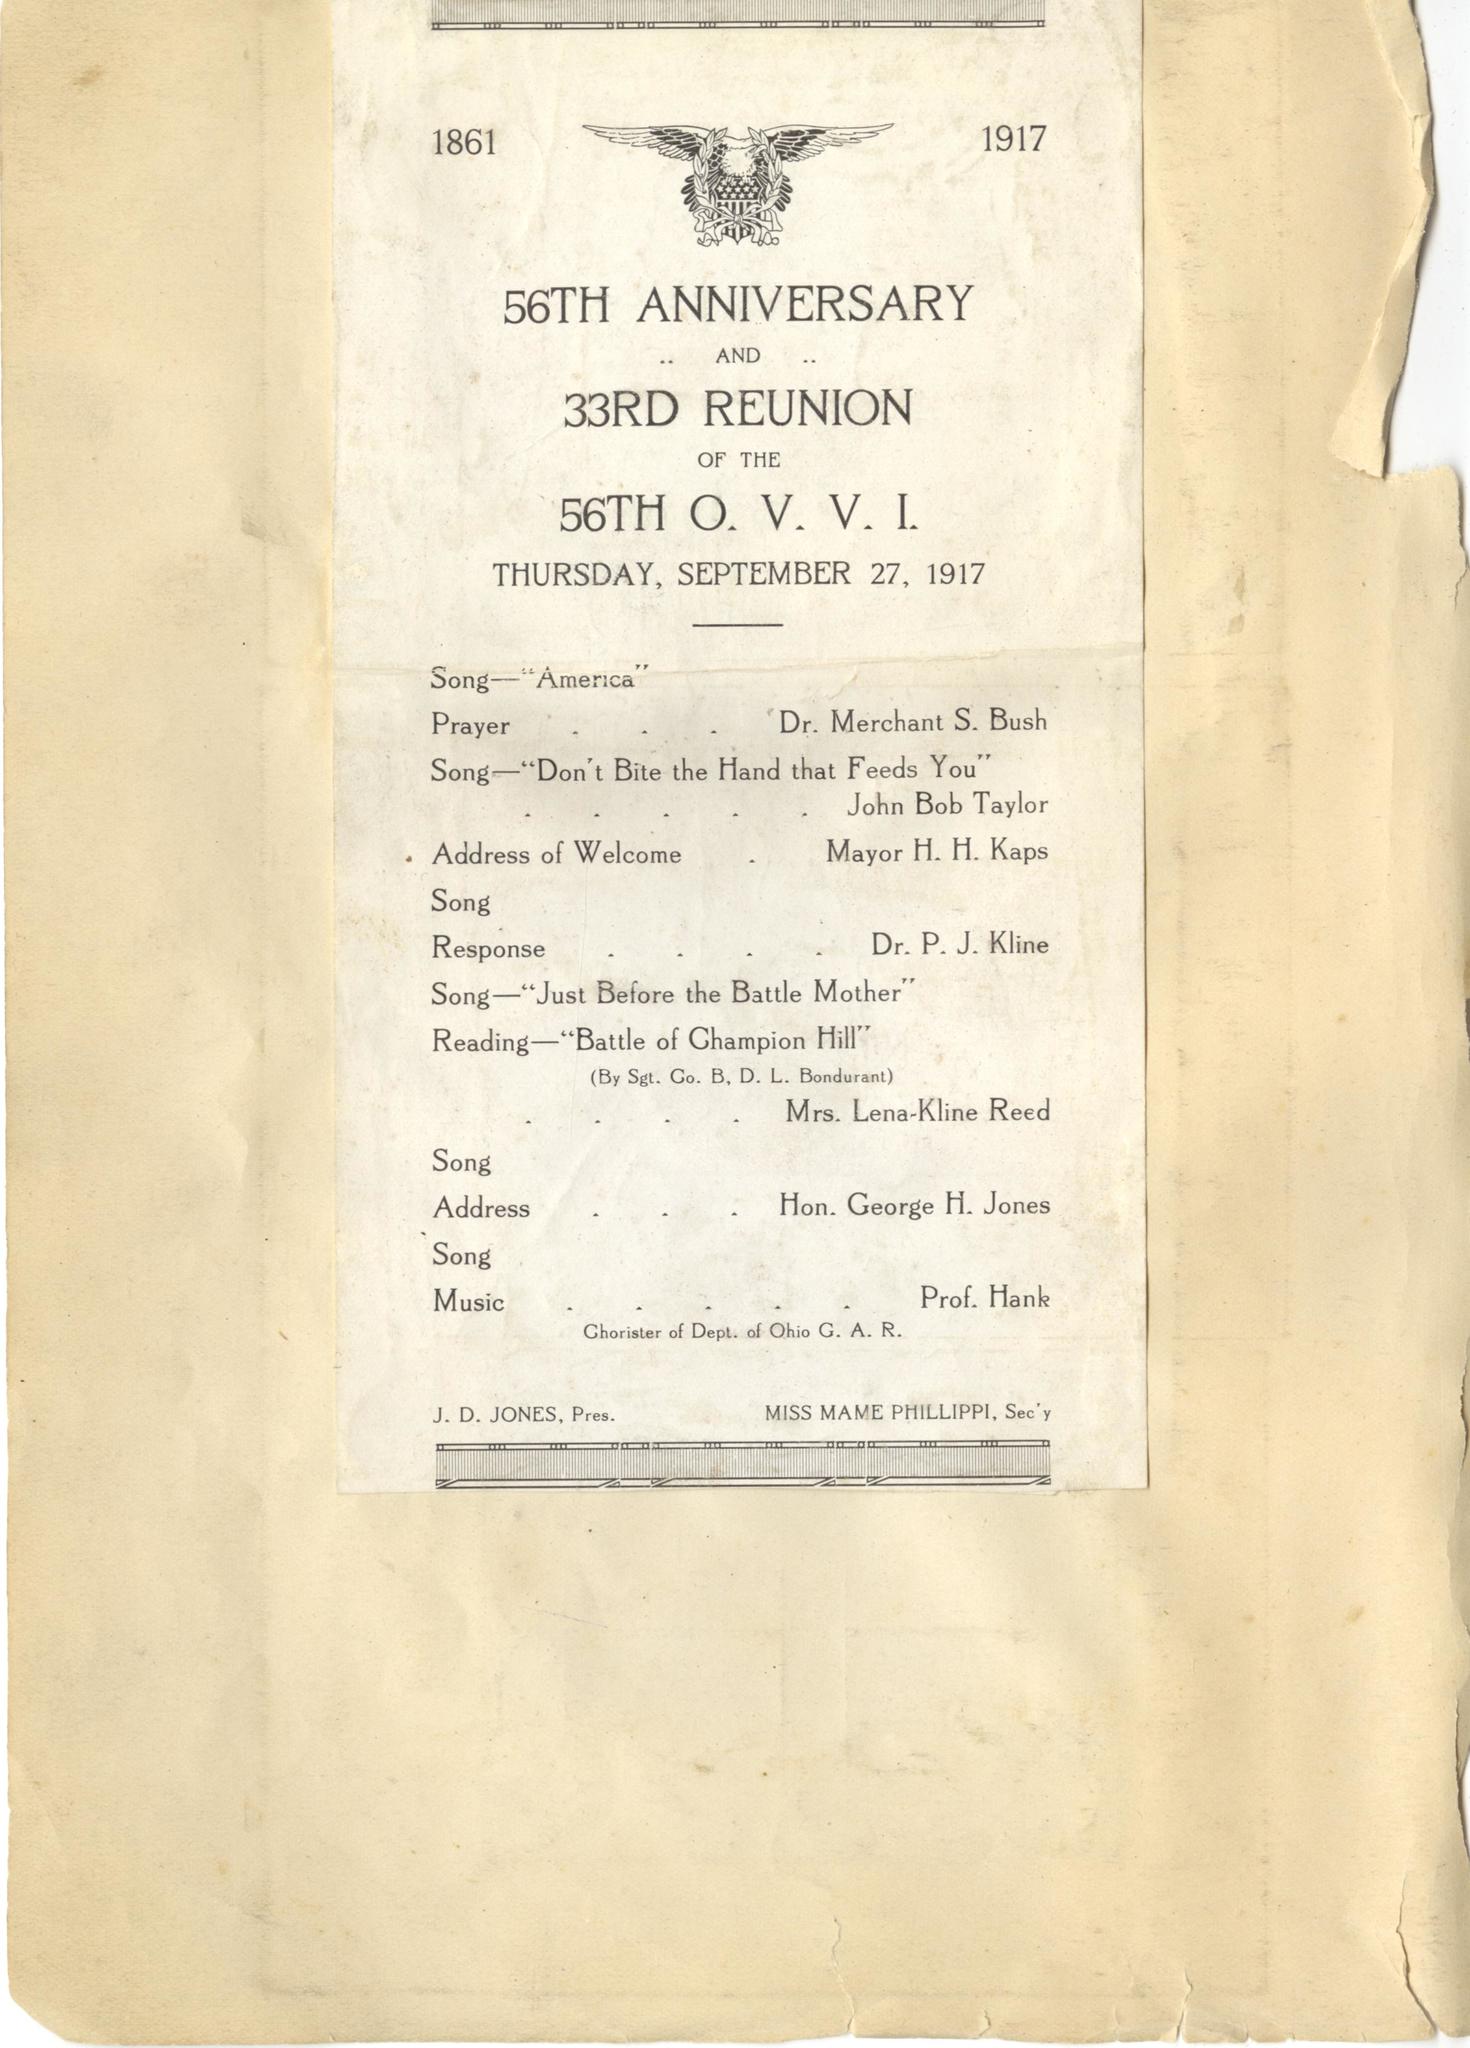 1861 1917
56TH ANNIVERSARY
.. AND ..
33RD REUNION
OF THE
56TH O. V. V. I.
THURSDAY, SEPTEMBER 27, 1917
Song—“America”
Prayer . . . Dr. Merchant S. Bush
Song—“Don't Bite the Hand that Feeds You”
. . . . . John Bob Taylor
Address of Welcome . Mayor H. H. Kaps
Song
Response . . . . Dr. P. J. Kline
Song—“Just Before the Battle Mother”
Reading—“Battle of Champion Hill”
(By Sgt. Co. B, D. L. Bondurant)
. . . . Mrs. Lena-Kline Reed
Song
Address . . . Hon. George H. Jones
Song
Music . . . . . Prof. Hank
Chorister of Dept. of Ohio G. A. R.
J. D. JONES, Pres. MISS MAME PHILLIPPI, Sec'y